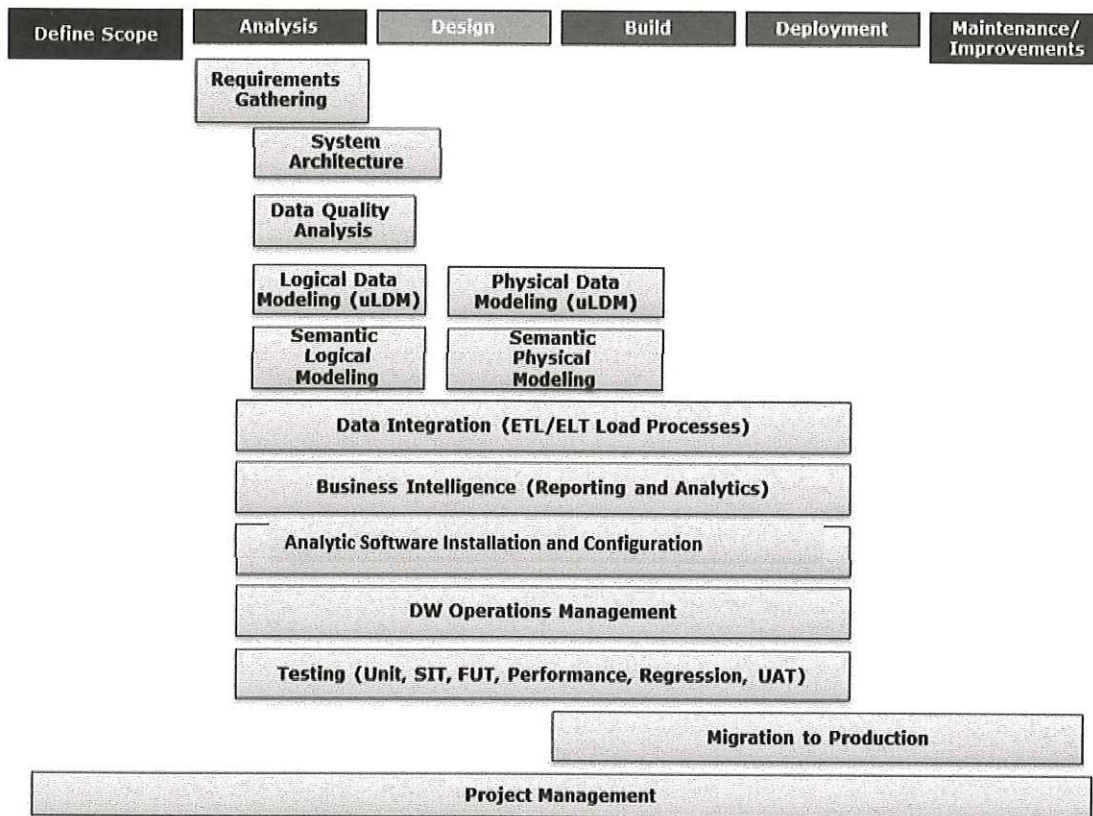 Define Scope
Analysis
Design
Build
Deployment
Maintenance/
Improvements
Requirements
Gathering
System
Architecture
Data Quality
Analysis
Logical Data
Modeling (uLDM)
Physical Data
Modeling (uLDM)
Semantic
Logical
Modeling
Semantic
Physical
Modeling
Data Integration (ETL/ELT Load Processes)
Business Intelligence (Reporting and Analytics)
Analytic Software Installation and Configuration
DW Operations Management
Testing (Unit, SIT, FUT, Performance, Regression, UAT)
Migration to Production
Project Management